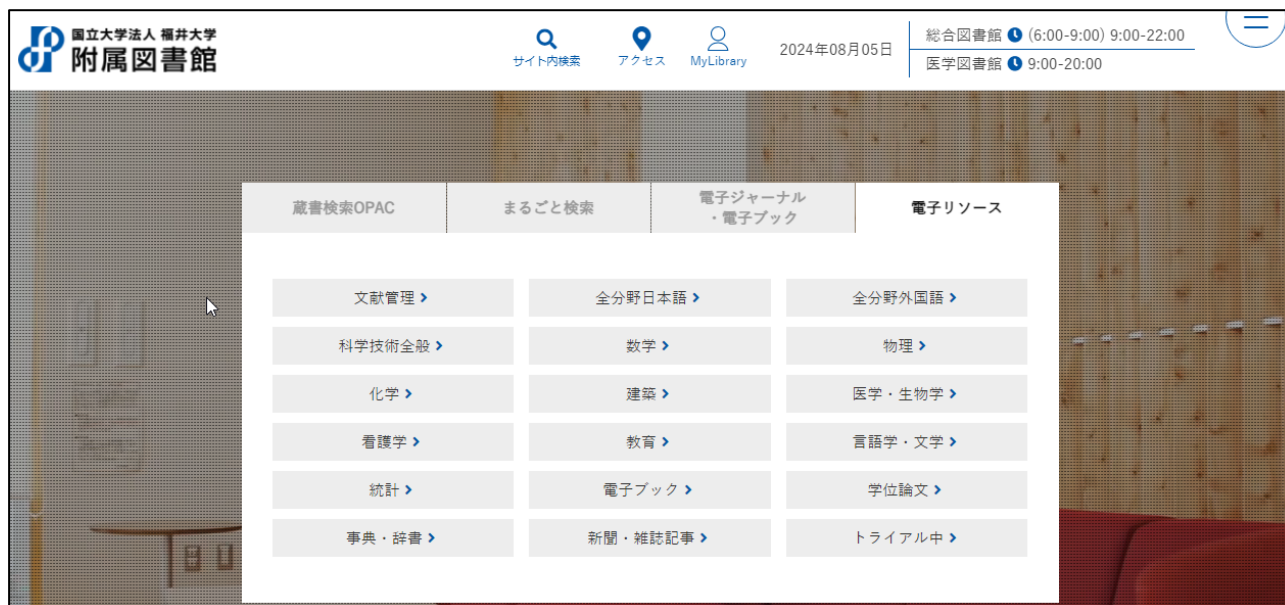 国立大学法人 福井大学
附属図書館
サイト内検索
アクセス
MyLibrary
2024年08月05日
総合図書館 (6:00-9:00) 9:00-22:00
医学図書館 9:00-20:00
蔵書検索OPAC
まるごと検索
電子ジャーナル
・電子ブック
電子リソース
文献管理
全分野日本語
全分野外国語
科学技術全般
数学
物理
化学
建築
医学・生物学
看護学
教育
言語学・文学
統計
電子ブック
学位論文
事典・辞書
新聞・雑誌記事
トライアル中